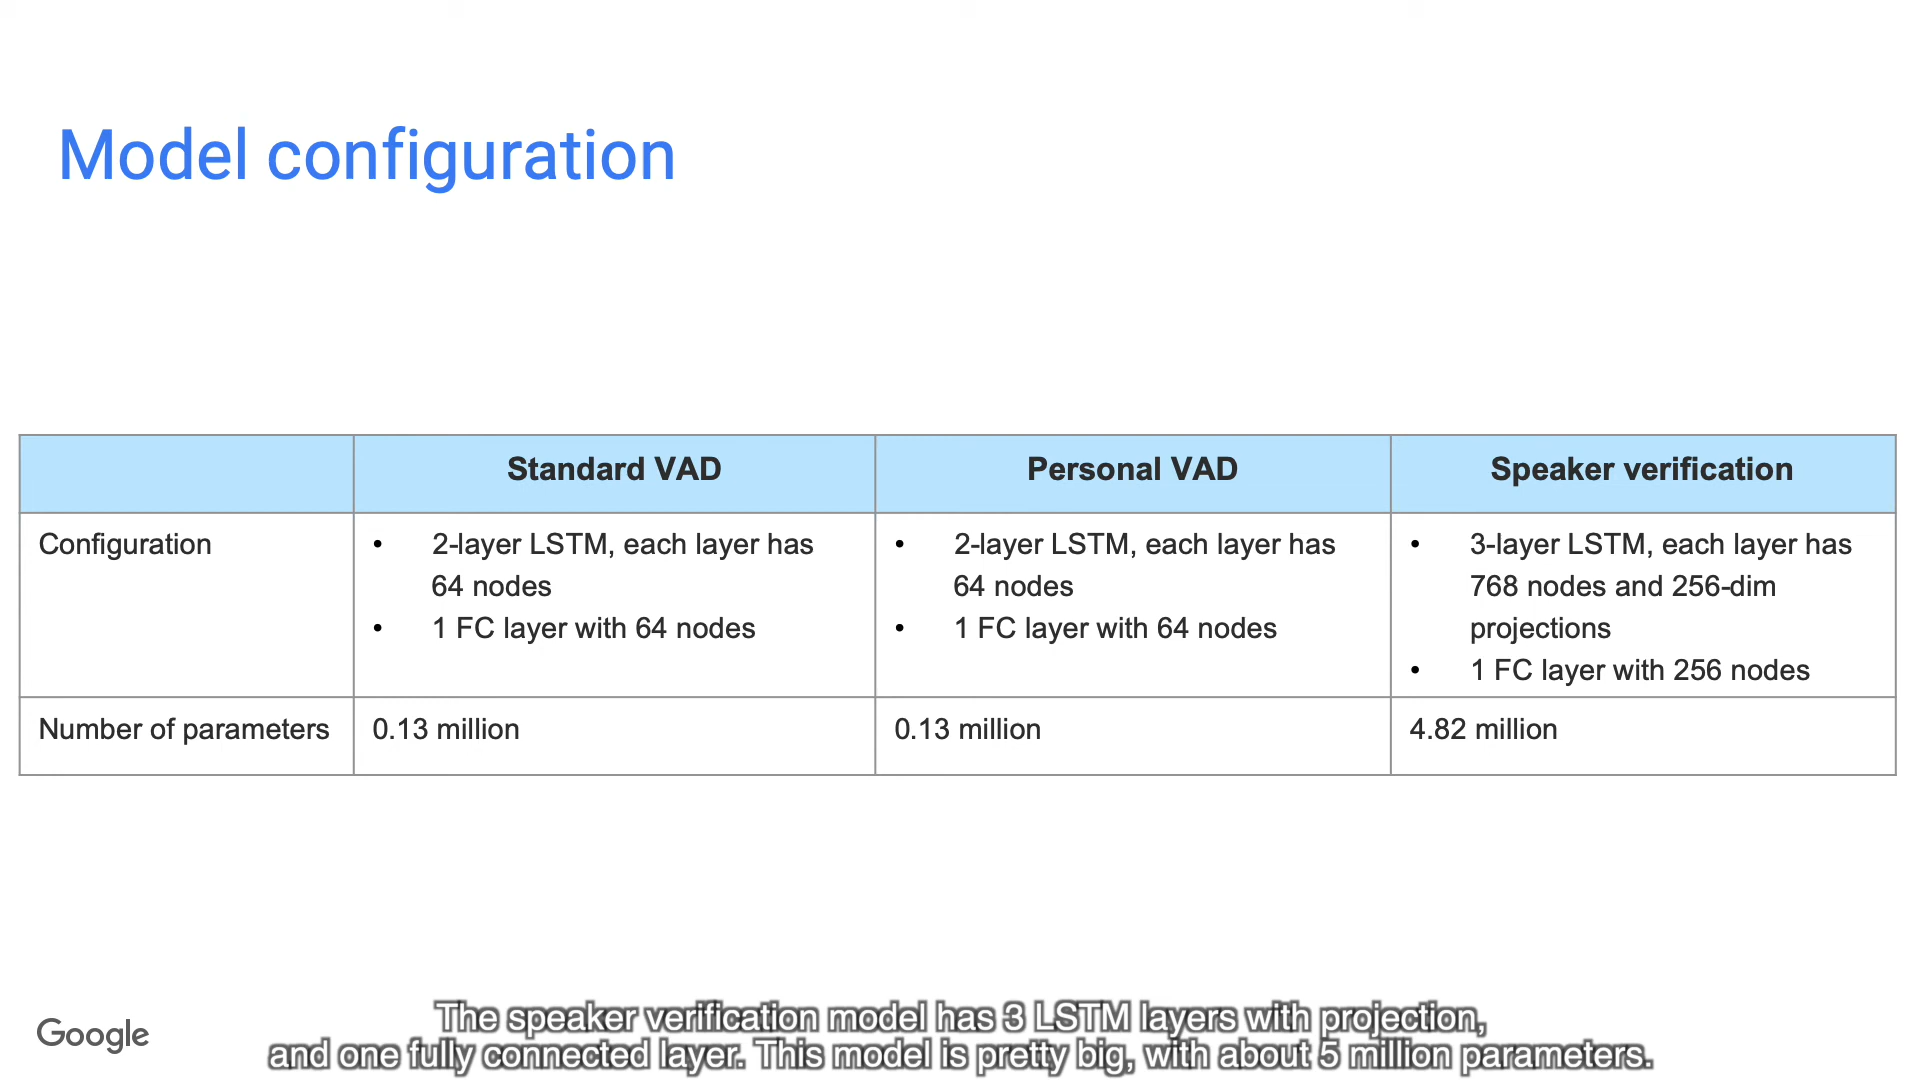 Model configuration
Standard VAD
Personal VAD
Speaker verification
Configuration
• 2-layer LSTM, each layer has
64 nodes
• 1 FC layer with 64 nodes
• 2-layer LSTM, each layer has
64 nodes
• 1 FC layer with 64 nodes
• 3-layer LSTM, each layer has
768 nodes and 256-dim
projections
• 1 FC layer with 256 nodes
Number of parameters
0.13 million
0.13 million
4.82 million
Google
The speaker verification model has 3 LSTM layers with projection,
and one fully connected layer. This model is pretty big, with about 5 million parameters.